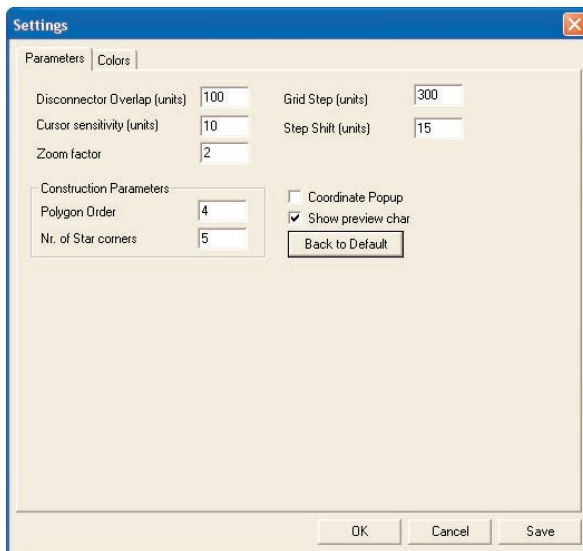 Settings
Parameters Colors
Disconnector Overlap (units) 100 Grid Step (units) 300
Cursor sensitivity (units) 10 Step Shift (units) 15
Zoom factor 2
Construction Parameters
Polygon Order 4
Nr. of Star corners 5
Coordinate Popup
Show preview char
Back to Default
OK Cancel Save